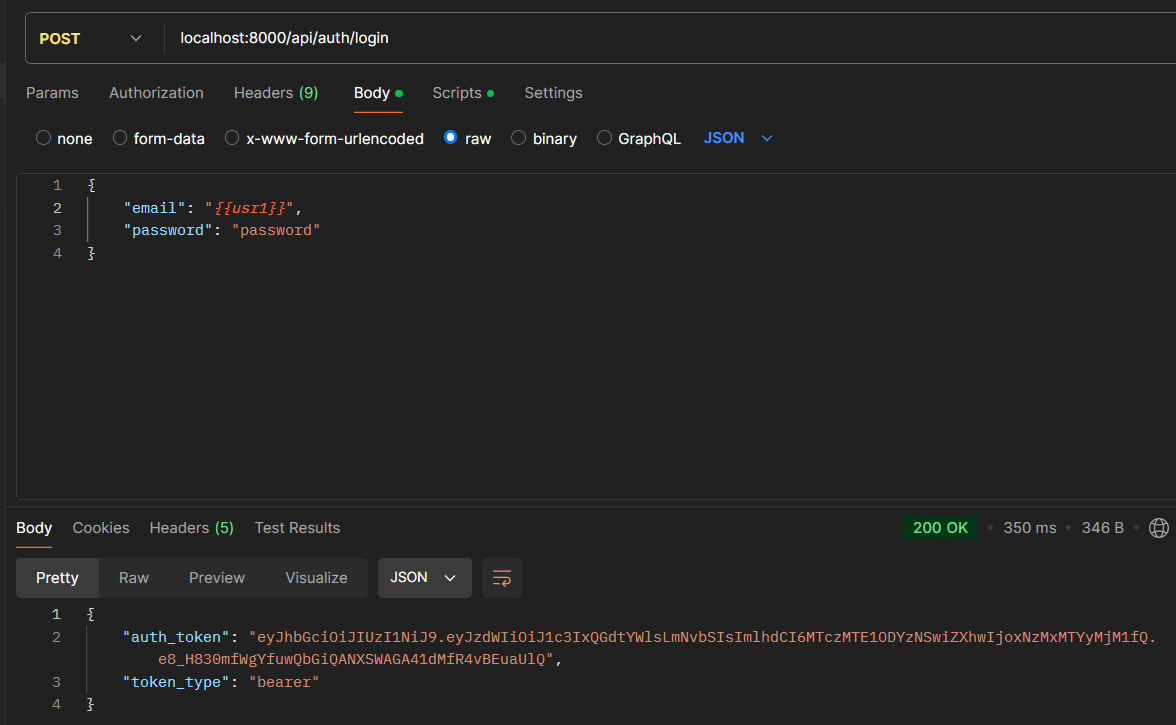 POST localhost:8000/api/auth/login
Params Authorization Headers (9) Body Scripts Settings
none form-data x-www-form-urlencoded raw binary GraphQL JSON
1 {
2 "email": "{{usr1}}",
3 "password": "password"
4 }
Body Cookies Headers (5) Test Results 200 OK • 350 ms • 346 B •
Pretty Raw Preview Visualize JSON
1 {
2 "auth_token": "eyJhbGciOiJIUzI1NiJ9.eyJzdWIiOiJ1c3IxQGdtYWlsLmNvbSIsImlhdCI6MTczMTE1ODYzNSwiZXhwIjoxNzMxMTYyMjM1fQ.
e8_H830mfWgYfuwQbGiQANXSWAGA41dMfR4vBEuaUlQ",
3 "token_type": "bearer"
4 }